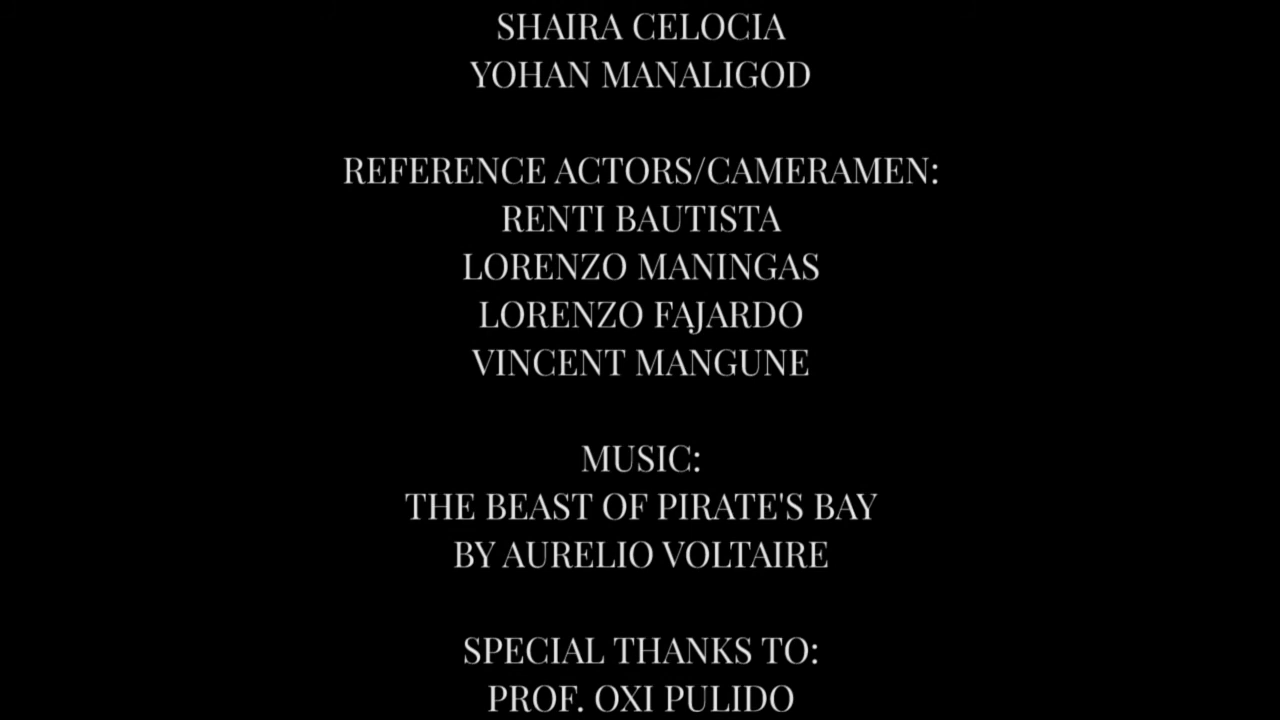 SHAIRA CELOCIA
YOHAN MANALIGOD
REFERENCE ACTORS/CAMERAMEN:
RENTI BAUTISTA
LORENZO MANINGAS
LORENZO FAJARDO
VINCENT MANGUNE
MUSIC:
THE BEAST OF PIRATE'S BAY
BY AURELIO VOLTAIRE
SPECIAL THANKS TO:
PROF. OXI PULIDO